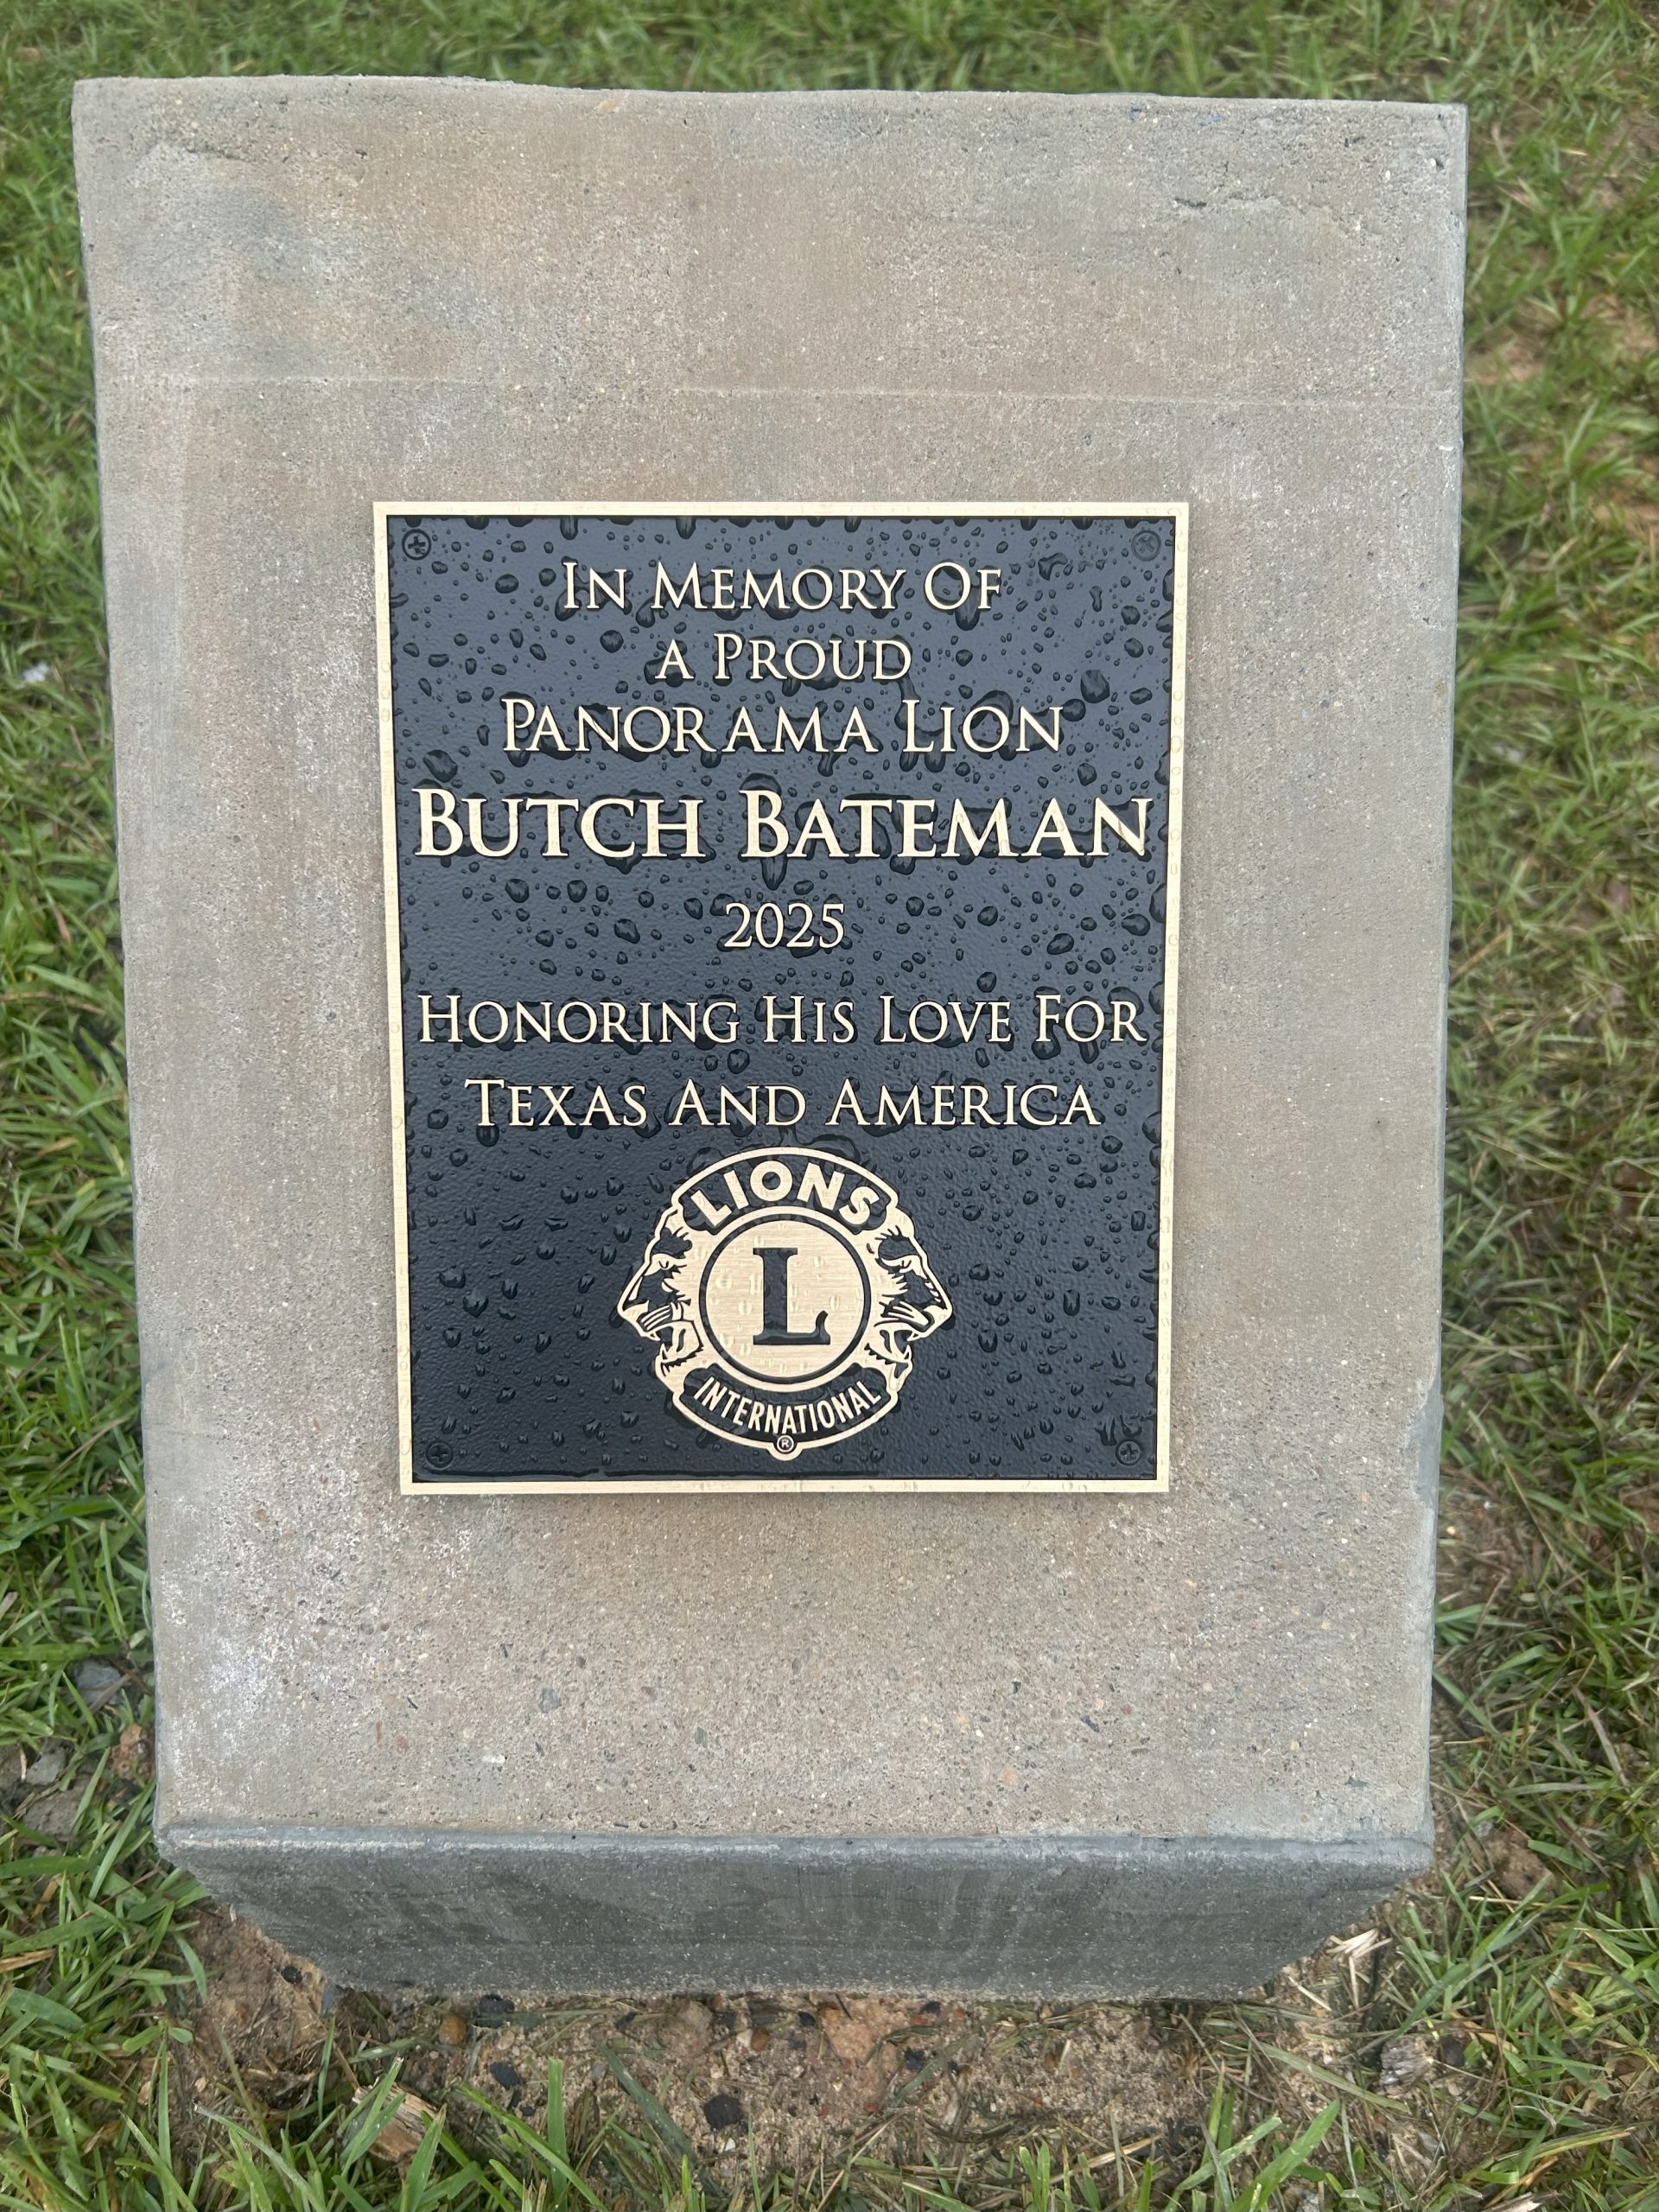 In Memory Of
a Proud
Panorama Lion
Butch Bateman
2025
Honoring His Love For
Texas And America
LIONS
L
INTERNATIONAL
®